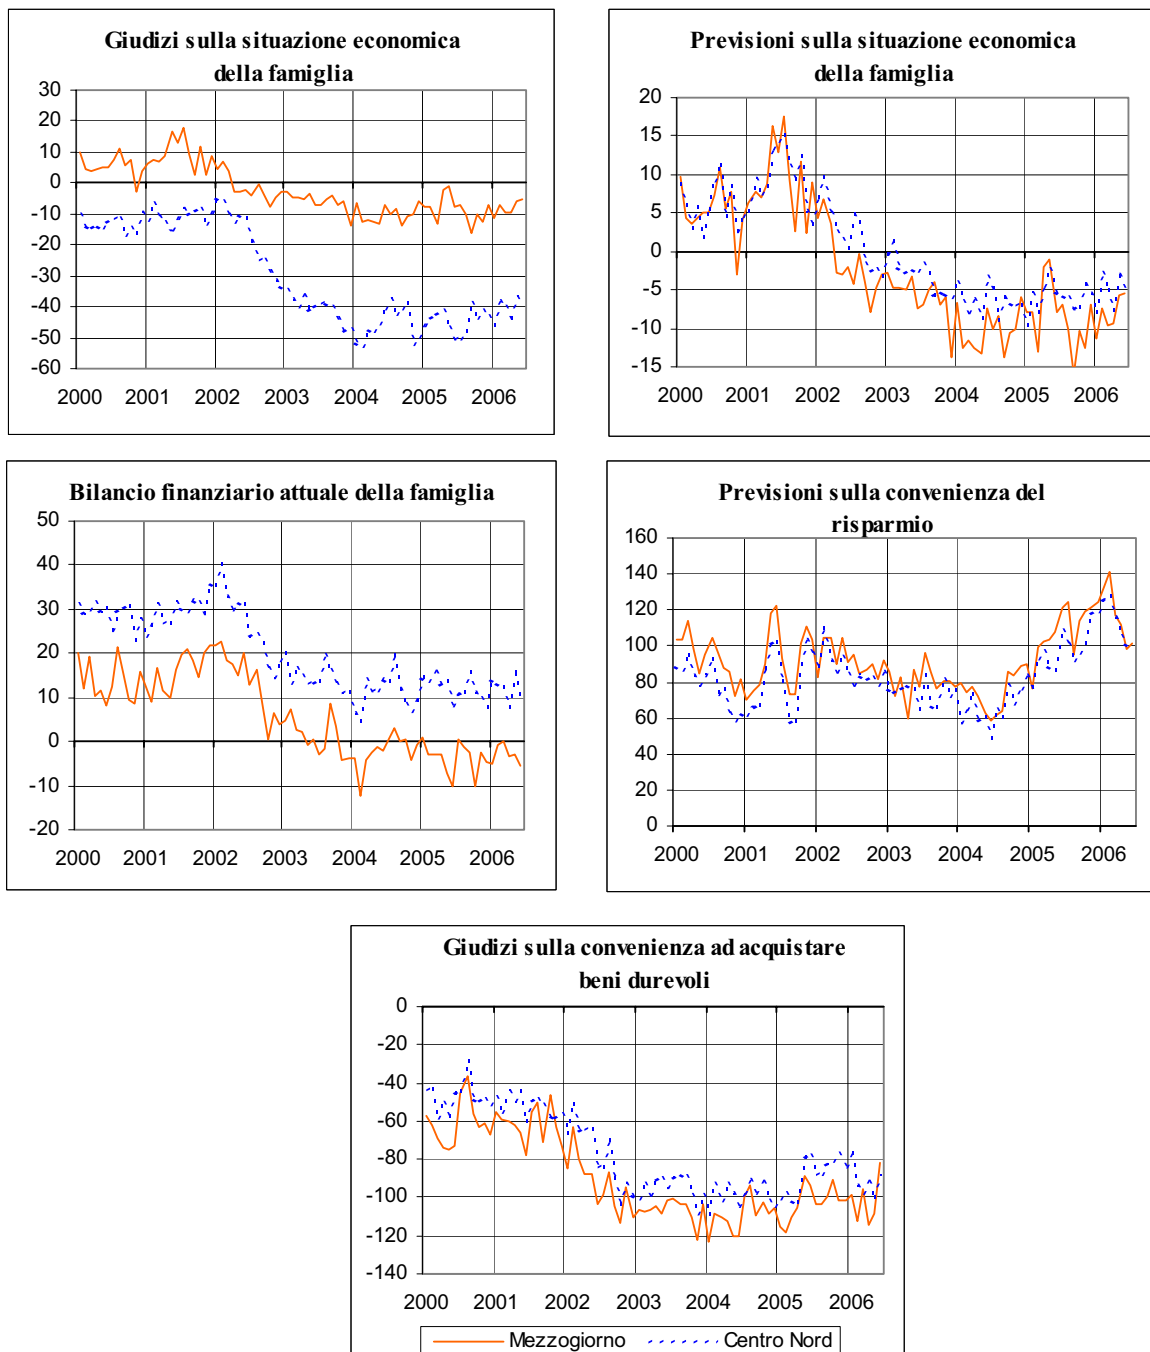 Giudizi sulla situazione economica
della famiglia
30
20
10
0
-10
-20
-30
-40
-50
-60
2000 2001 2002 2003 2004 2005 2006
Previsioni sulla situazione economica
della famiglia
20
15
10
5
0
-5
-10
-15
2000 2001 2002 2003 2004 2005 2006
Bilancio finanziario attuale della famiglia
50
40
30
20
10
0
-10
-20
2000 2001 2002 2003 2004 2005 2006
Previsioni sulla convenienza del
risparmio
160
140
120
100
80
60
40
20
0
2000 2001 2002 2003 2004 2005 2006
Giudizi sulla convenienza ad acquistare
beni durevoli
0
-20
-40
-60
-80
-100
-120
-140
2000 2001 2002 2003 2004 2005 2006
Mezzogiorno Centro Nord